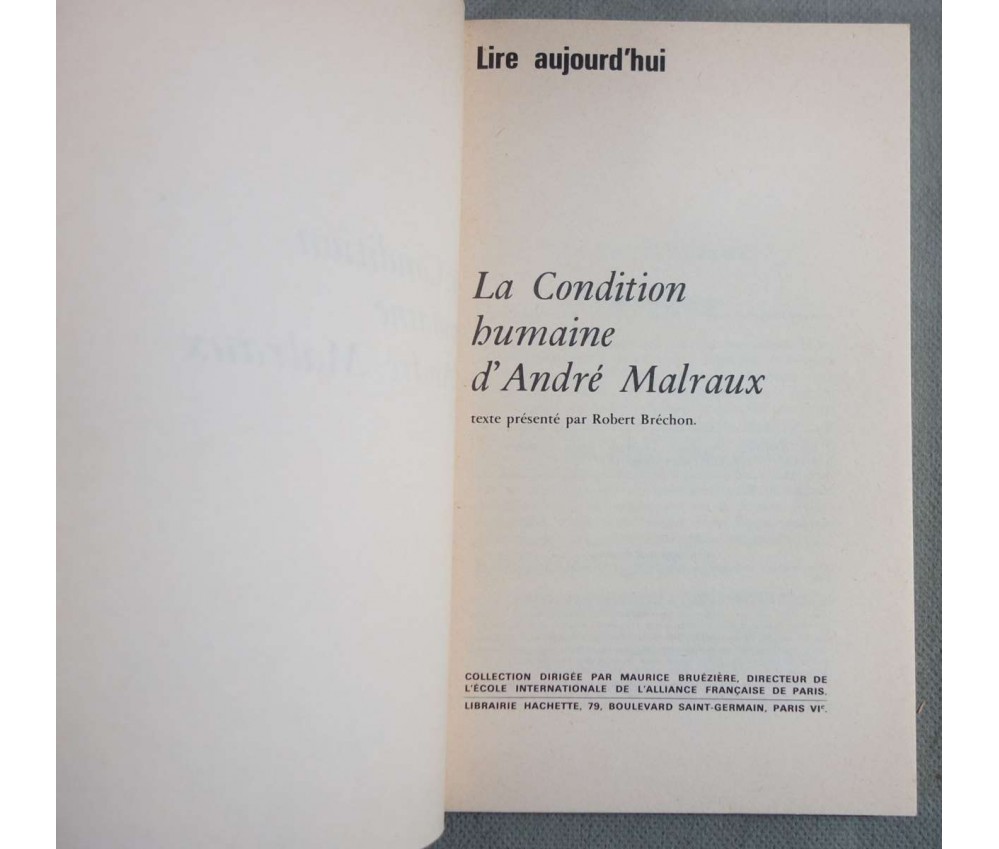 Lire aujourd'hui
La Condition
humaine
d'André Malraux
texte présenté par Robert Bréchon.
COLLECTION DIRIGÉE PAR MAURICE BRUÉZIÈRE, DIRECTEUR DE
L'ÉCOLE INTERNATIONALE DE L'ALLIANCE FRANÇAISE DE PARIS.
LIBRAIRIE HACHETTE, 79, BOULEVARD SAINT-GERMAIN, PARIS VIe.